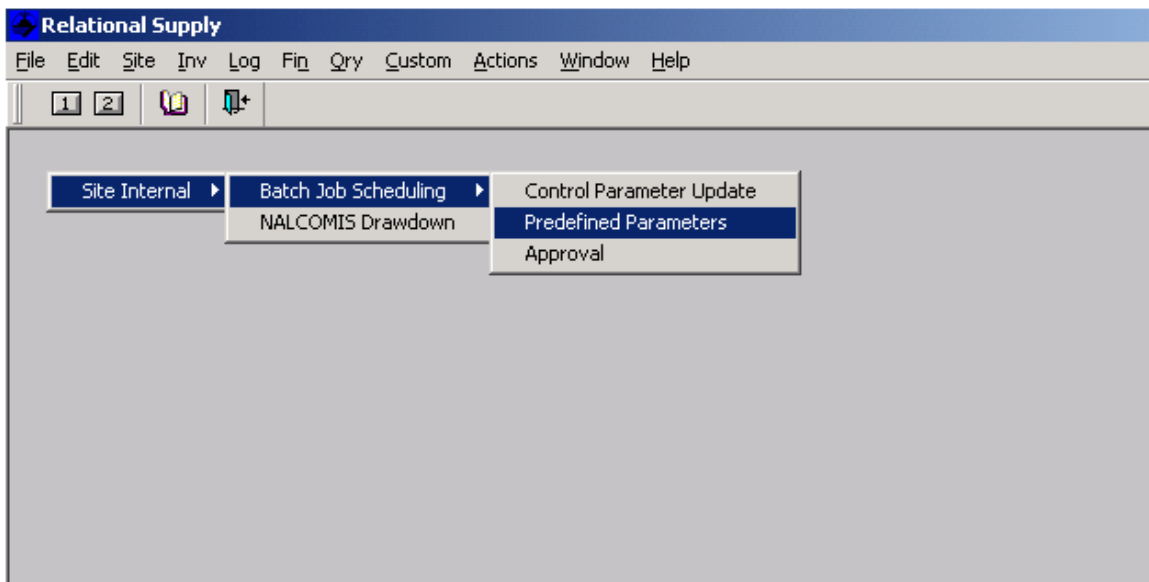 Relational Supply
File Edit Site Inv Log Fin Qry Custom Actions Window Help
1 2
Site Internal Batch Job Scheduling Control Parameter Update
NALCOMIS Drawdown Predefined Parameters
Approval